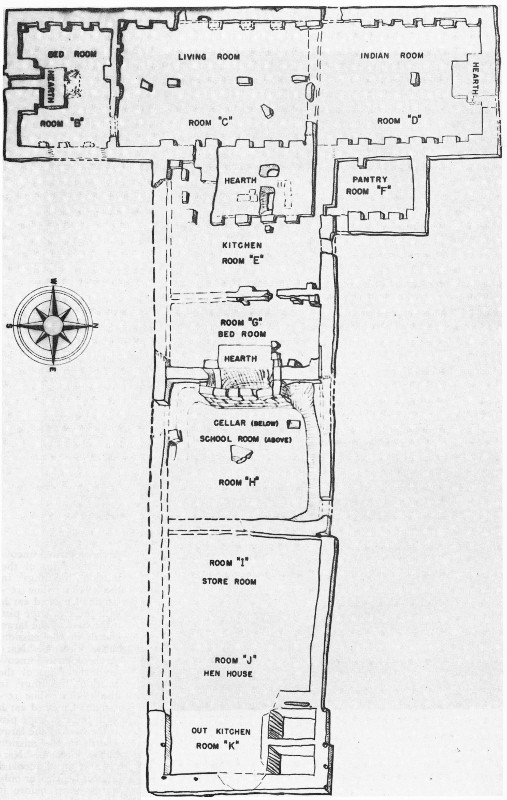 BED ROOM
HEARTH
ROOM "B"
LIVING ROOM
ROOM "C"
INDIAN ROOM
HEARTH
ROOM "D"
HEARTH
PANTRY
ROOM "F"
KITCHEN
ROOM "E"
W
S
N
E
ROOM "G"
BED ROOM
HEARTH
CELLAR (BELOW)
SCHOOL ROOM (ABOVE)
ROOM "H"
ROOM "I"
STORE ROOM
ROOM "J"
HEN HOUSE
OUT KITCHEN
ROOM "K"